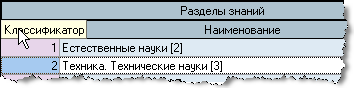 Разделы знаний
Классификатор Наименование
1 Естественные науки [2]
2 Техника. Технические науки [3]